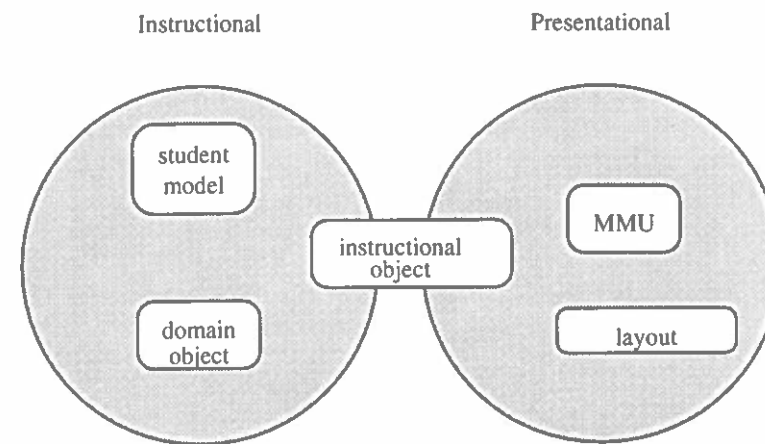 Instructional
Presentational
student
model
instructional
object
MMU
domain
object
layout